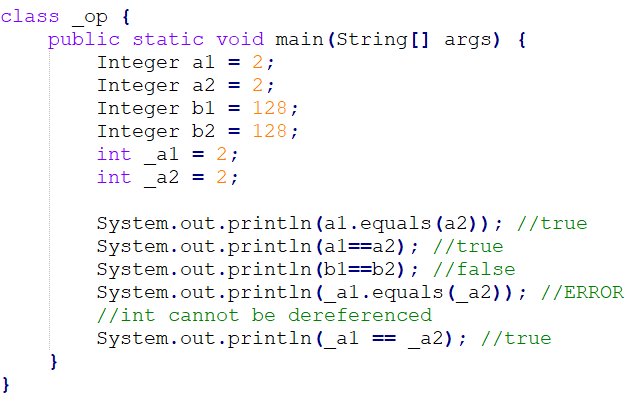 class _op {
    public static void main(String[] args) {
        Integer a1 = 2;
        Integer a2 = 2;
        Integer b1 = 128;
        Integer b2 = 128;
        int _a1 = 2;
        int _a2 = 2;

        System.out.println(a1.equals(a2)); //true
        System.out.println(a1==a2); //true
        System.out.println(b1==b2); //false
        System.out.println(_a1.equals(_a2)); //ERROR
        //int cannot be dereferenced
        System.out.println(_a1 == _a2); //true
    }
}